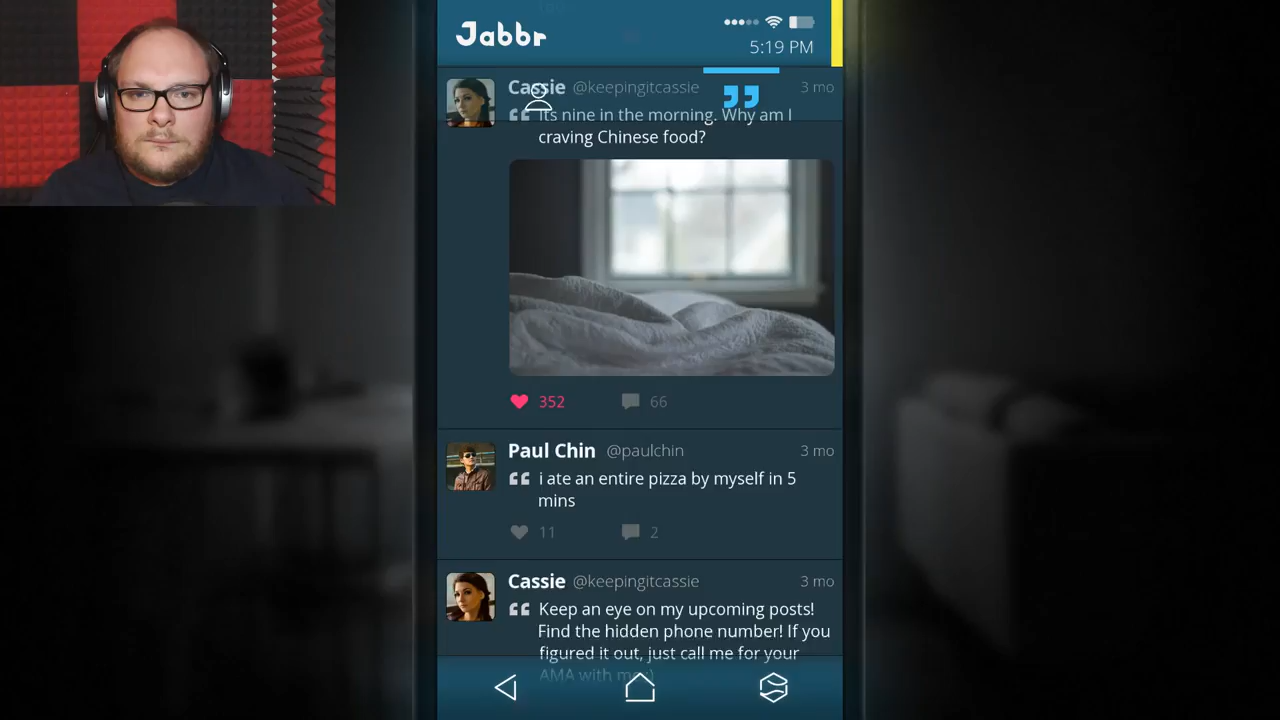 Jabbr
5:19 PM
Cassie @keepingitcassie 3 mo
Its nine in the morning. Why am I
craving Chinese food?
352 66
Paul Chin @paulchin 3 mo
i ate an entire pizza by myself in 5
mins
11 2
Cassie @keepingitcassie 3 mo
Keep an eye on my upcoming posts!
Find the hidden phone number! If you
figured it out, just call me for your
AMA with me :)